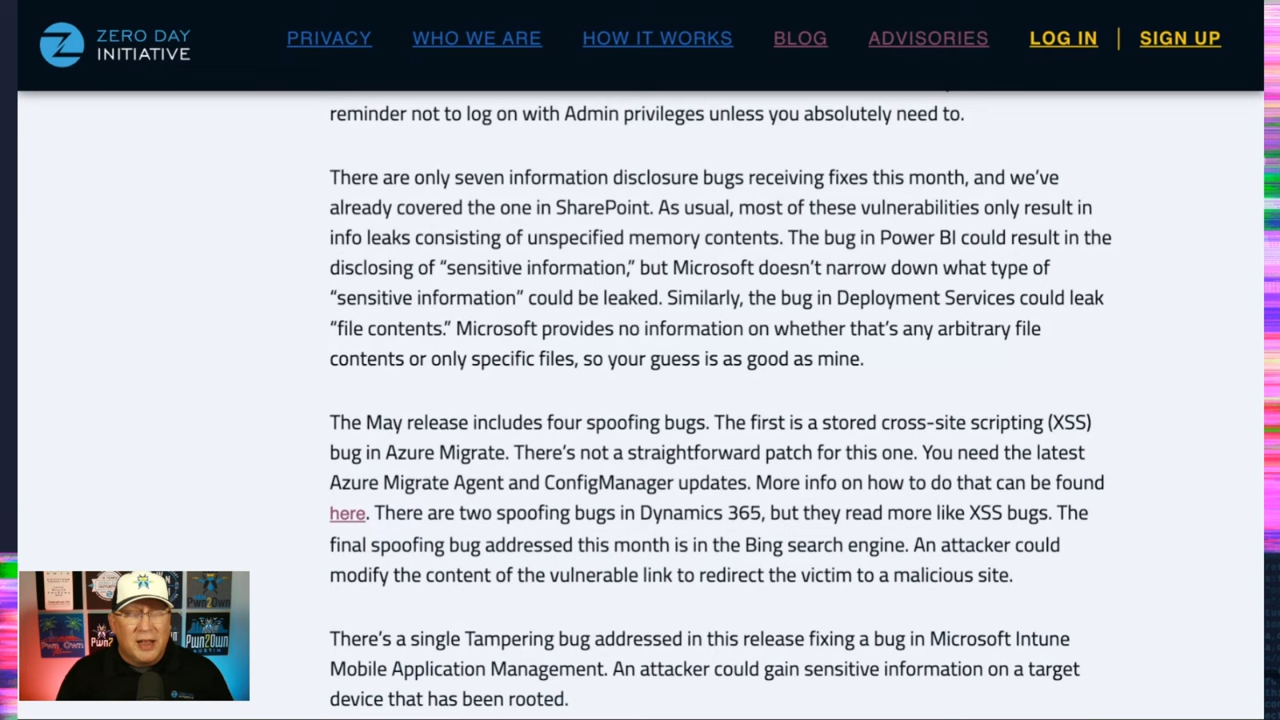 ZERO DAY
INITIATIVE
PRIVACY
WHO WE ARE
HOW IT WORKS
BLOG
ADVISORIES
LOG IN
SIGN UP
reminder not to log on with Admin privileges unless you absolutely need to.
There are only seven information disclosure bugs receiving fixes this month, and we’ve
already covered the one in SharePoint. As usual, most of these vulnerabilities only result in
info leaks consisting of unspecified memory contents. The bug in Power BI could result in the
disclosing of “sensitive information,” but Microsoft doesn’t narrow down what type of
“sensitive information” could be leaked. Similarly, the bug in Deployment Services could leak
“file contents.” Microsoft provides no information on whether that’s any arbitrary file
contents or only specific files, so your guess is as good as mine.
The May release includes four spoofing bugs. The first is a stored cross-site scripting (XSS)
bug in Azure Migrate. There’s not a straightforward patch for this one. You need the latest
Azure Migrate Agent and ConfigManager updates. More info on how to do that can be found
here. There are two spoofing bugs in Dynamics 365, but they read more like XSS bugs. The
final spoofing bug addressed this month is in the Bing search engine. An attacker could
modify the content of the vulnerable link to redirect the victim to a malicious site.
There’s a single Tampering bug addressed in this release fixing a bug in Microsoft Intune
Mobile Application Management. An attacker could gain sensitive information on a target
device that has been rooted.
Pwn2Own
Pwn2Own